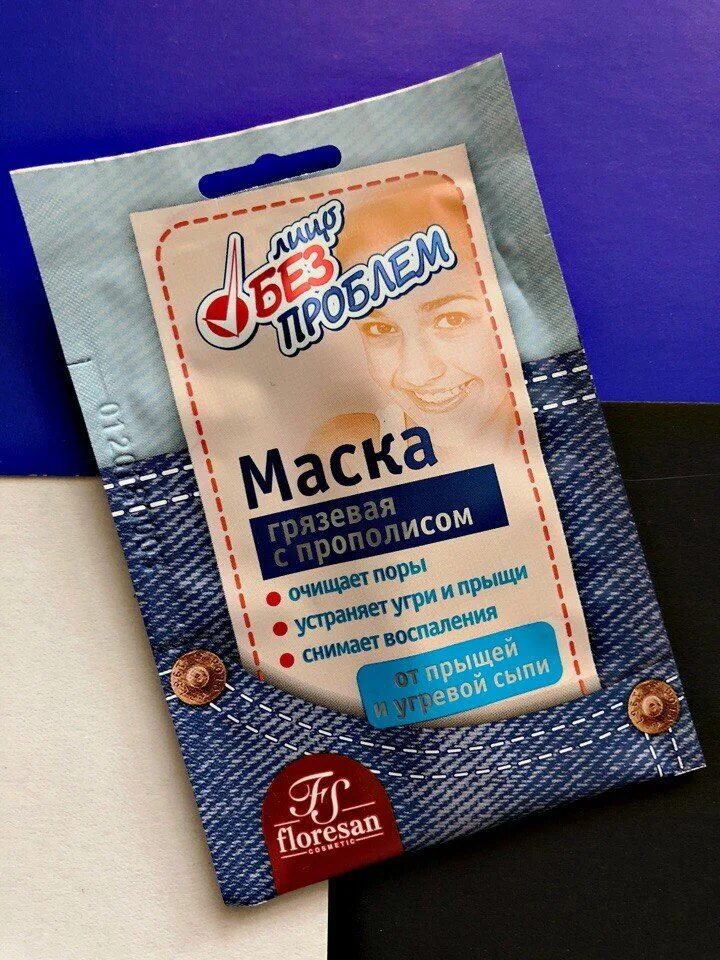 лицо
БЕЗ
ПРОБЛЕМ
Маска
грязевая
с прополисом
• очищает поры
• устраняет угри и прыщи
• снимает воспаления
от прыщей
и угревой сыпи
FS
floresan
COSMETIC